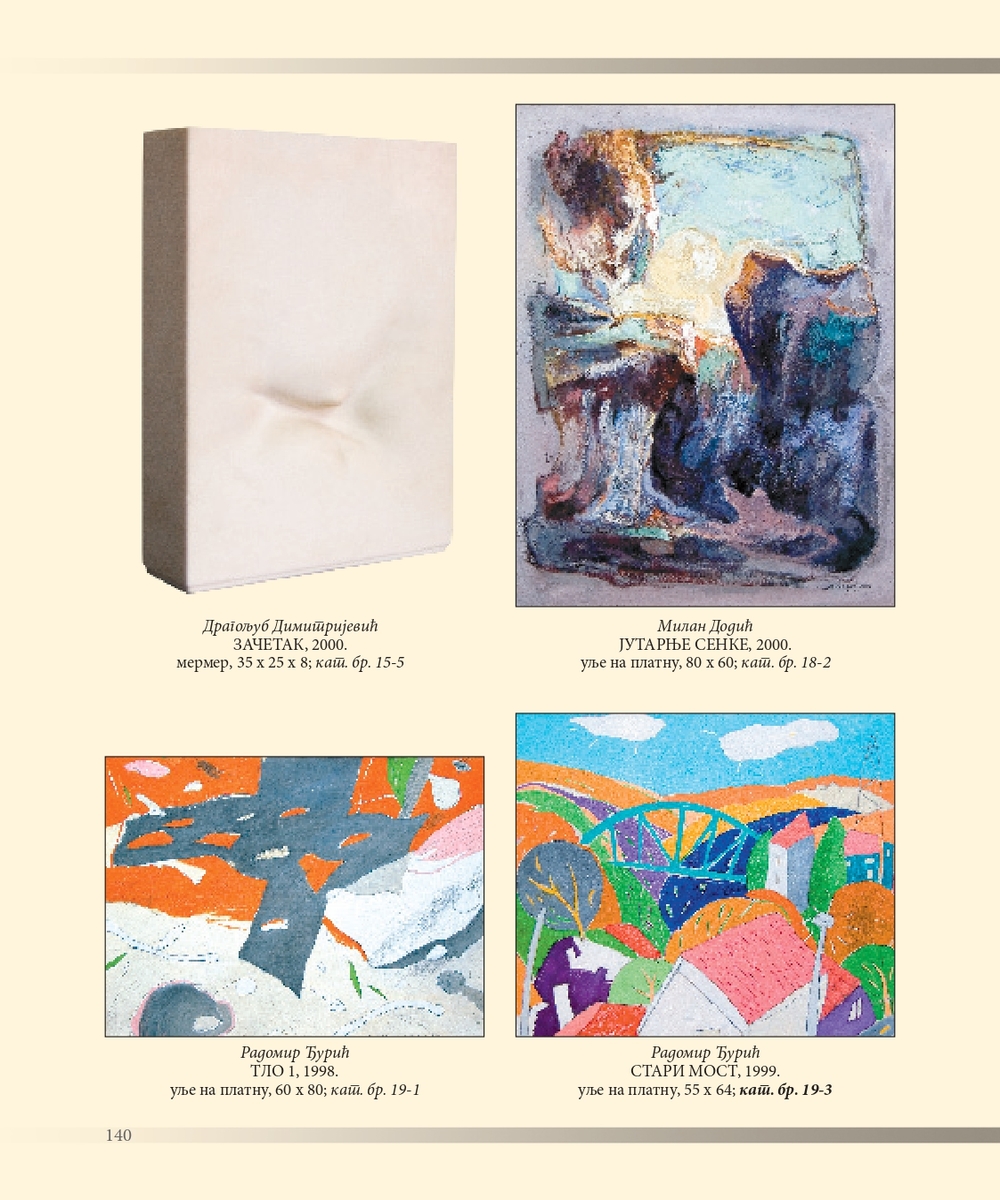 Драгољуб Димитријевић
ЗАЧЕТАК, 2000.
мермер, 35 x 25 x 8; кат. бр. 15-5
Милан Додић
ЈУТАРЊЕ СЕНКЕ, 2000.
уље на платну, 80 x 60; кат. бр. 18-2
Радомир Ђурић
ТЛО 1, 1998.
уље на платну, 60 x 80; кат. бр. 19-1
Радомир Ђурић
СТАРИ МОСТ, 1999.
уље на платну, 55 x 64; кат. бр. 19-3
140